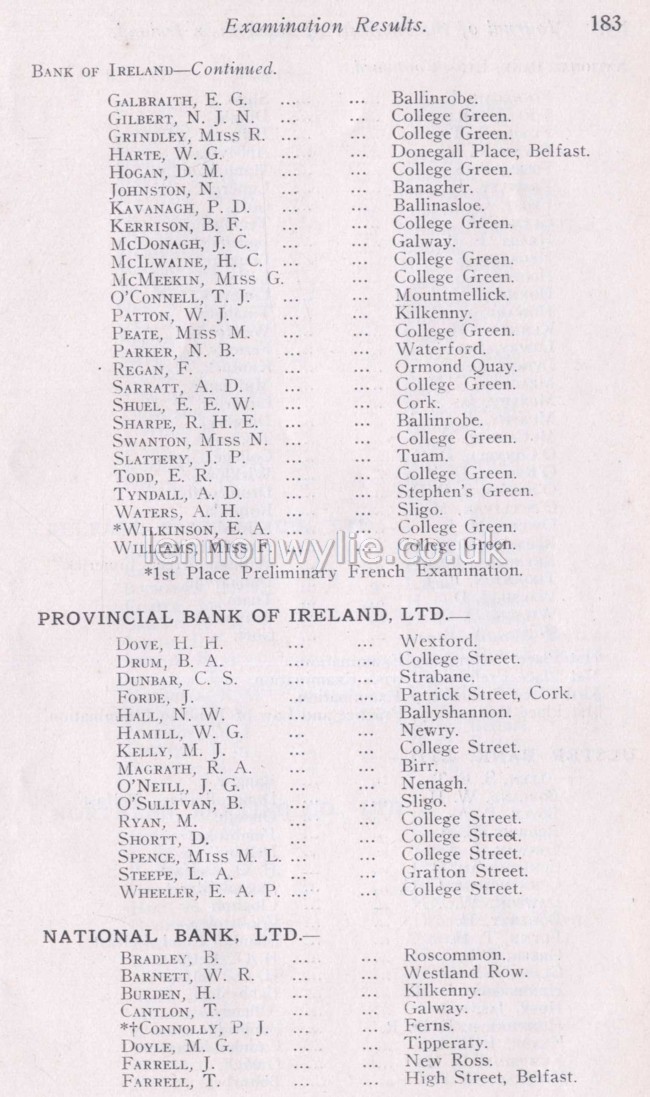 Examination Results. 183
BANK OF IRELAND—Continued.
GALBRAITH, E. G. ... ... Ballinrobe.
GILBERT, N. J. N. ... ... College Green.
GRINDLEY, MISS R. ... ... College Green.
HARTE, W. G. ... ... Donegall Place, Belfast.
HOGAN, D. M. ... ... College Green.
JOHNSTON, N. ... ... Banagher.
KAVANAGH, P. D. ... ... Ballinasloe.
KERRISON, B. F. ... ... College Green.
MCDONAGH, J. C. ... ... Galway.
MCILWAINE, H. C. ... ... College Green.
MCMEEKIN, MISS G. ... College Green.
O'CONNELL, T. J. ... ... Mountmellick.
PATTON, W. J. ... ... Kilkenny.
PEATE, MISS M. ... ... College Green.
PARKER, N. B. ... ... Waterford.
REGAN, F. ... ... Ormond Quay.
SARRATT, A. D. ... ... College Green.
SHUEL, E. E. W. ... ... Cork.
SHARPE, R. H. E. ... ... Ballinrobe.
SWANTON, MISS N. ... ... College Green.
SLATTERY, J. P. ... ... Tuam.
TODD, E. R. ... ... College Green.
TYNDALL, A. D. ... ... Stephen's Green.
WATERS, A. H. ... ... Sligo.
*WILKINSON, E. A. ... ... College Green.
WILLIAMS, MISS F. ... ... College Green.
lennonwylie.co.uk
*1st Place Preliminary French Examination.
PROVINCIAL BANK OF IRELAND, LTD.—
DOVE, H. H. ... ... Wexford.
DRUM, B. A. ... ... College Street.
DUNBAR, C. S. ... ... Strabane.
FORDE, J. ... ... Patrick Street, Cork.
HALL, N. W. ... ... Ballyshannon.
HAMILL, W. G. ... ... Newry.
KELLY, M. J. ... ... College Street.
MAGRATH, R. A. ... ... Birr.
O'NEILL, J. G. ... ... Nenagh.
O'SULLIVAN, B. ... ... Sligo.
RYAN, M. ... ... College Street.
SHORTT, D. ... ... College Street.
SPENCE, MISS M. L. ... ... College Street.
STEEPE, L. A. ... ... Grafton Street.
WHEELER, E. A. P. ... ... College Street.
NATIONAL BANK, LTD.—
BRADLEY, B. ... ... Roscommon.
BARNETT, W. R. ... ... Westland Row.
BURDEN, H. ... ... Kilkenny.
CANTLON, T. ... ... Galway.
*†CONNOLLY, P. J. ... ... Ferns.
DOYLE, M. G. ... ... Tipperary.
FARRELL, J. ... ... New Ross.
FARRELL, T. ... ... High Street, Belfast.